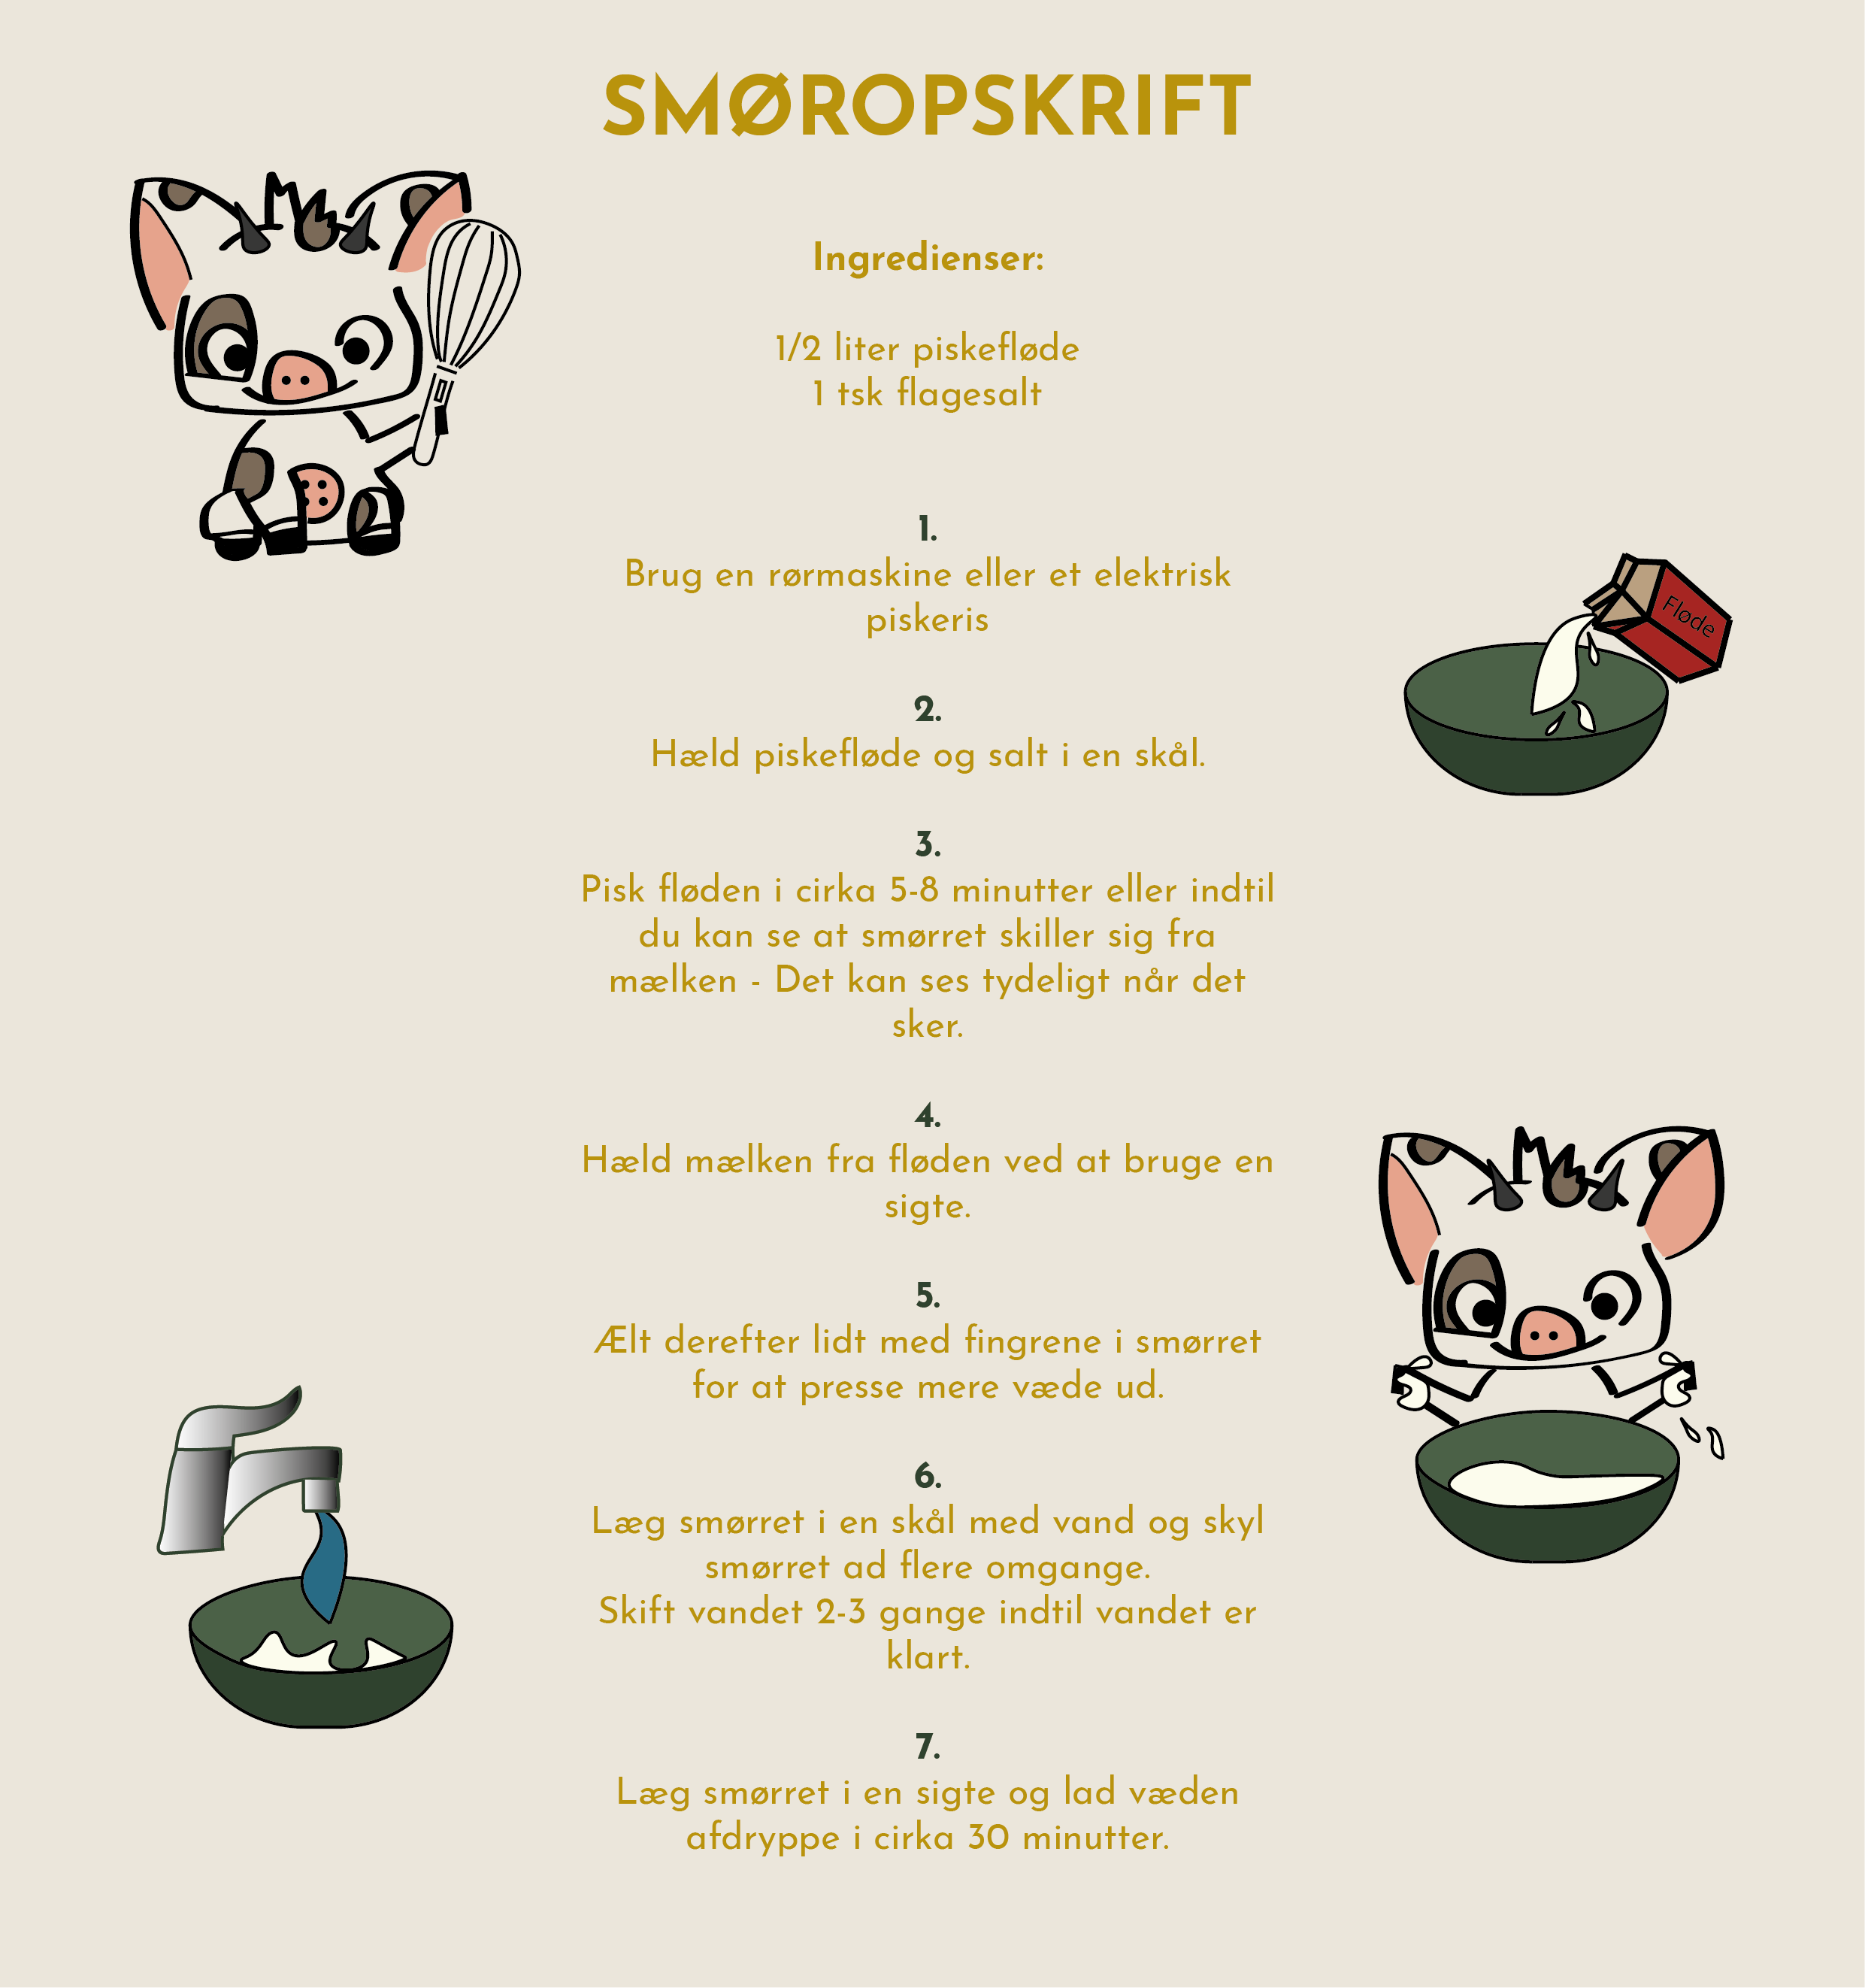 SMØROPSKRIFT
Ingredienser:
1/2 liter piskefløde
1 tsk flagesalt
1.
Brug en rørmaskine eller et elektrisk
piskeris
Fløde
2.
Hæld piskefløde og salt i en skål.
3.
Pisk fløden i cirka 5-8 minutter eller indtil
du kan se at smørret skiller sig fra
mælken - Det kan ses tydeligt når det
sker.
4.
Hæld mælken fra fløden ved at bruge en
sigte.
5.
Ælt derefter lidt med fingrene i smørret
for at presse mere væde ud.
6.
Læg smørret i en skål med vand og skyl
smørret ad flere omgange.
Skift vandet 2-3 gange indtil vandet er
klart.
7.
Læg smørret i en sigte og lad væden
afdryppe i cirka 30 minutter.